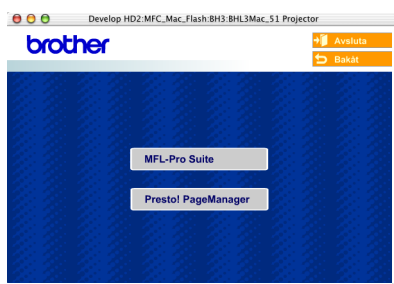 Develop HD2:MFC_Mac_Flash:BH3:BHL3Mac_51 Projector
brother
Avsluta
Bakåt
MFL-Pro Suite
Presto! PageManager